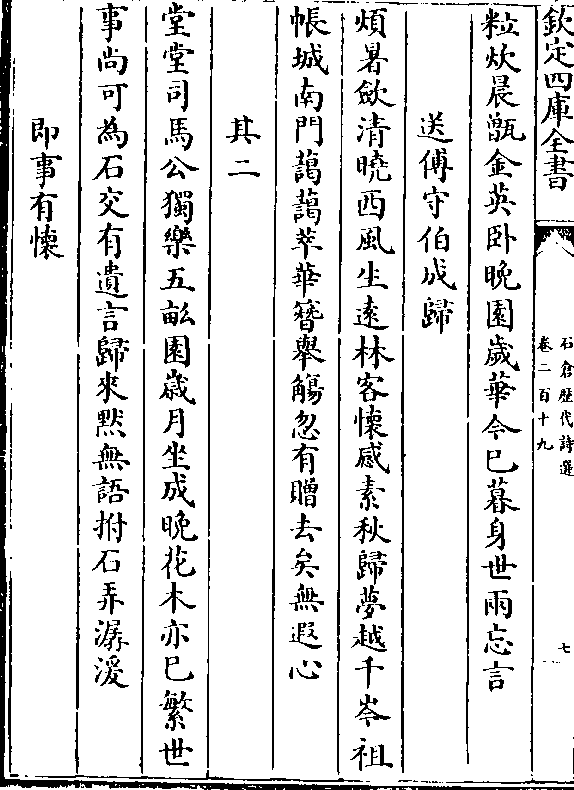 欽定四庫全書
石倉歴代詩選
卷二百十九
七
粒炊晨甑金英卧晚園歲華今已暮身世兩忘言
送傅守伯成歸
煩暑歛清曉西風生逺林客懷感素秋歸夢越千岑祖
帳城南門藹藹萃華簪舉觴忽有贈去矣無遐心
其二
堂堂司馬公獨樂五畝園歲月坐成晚花木亦已繁世
事尚可為石交有遺言歸來黙無語拊石弄潺湲
即事有懐